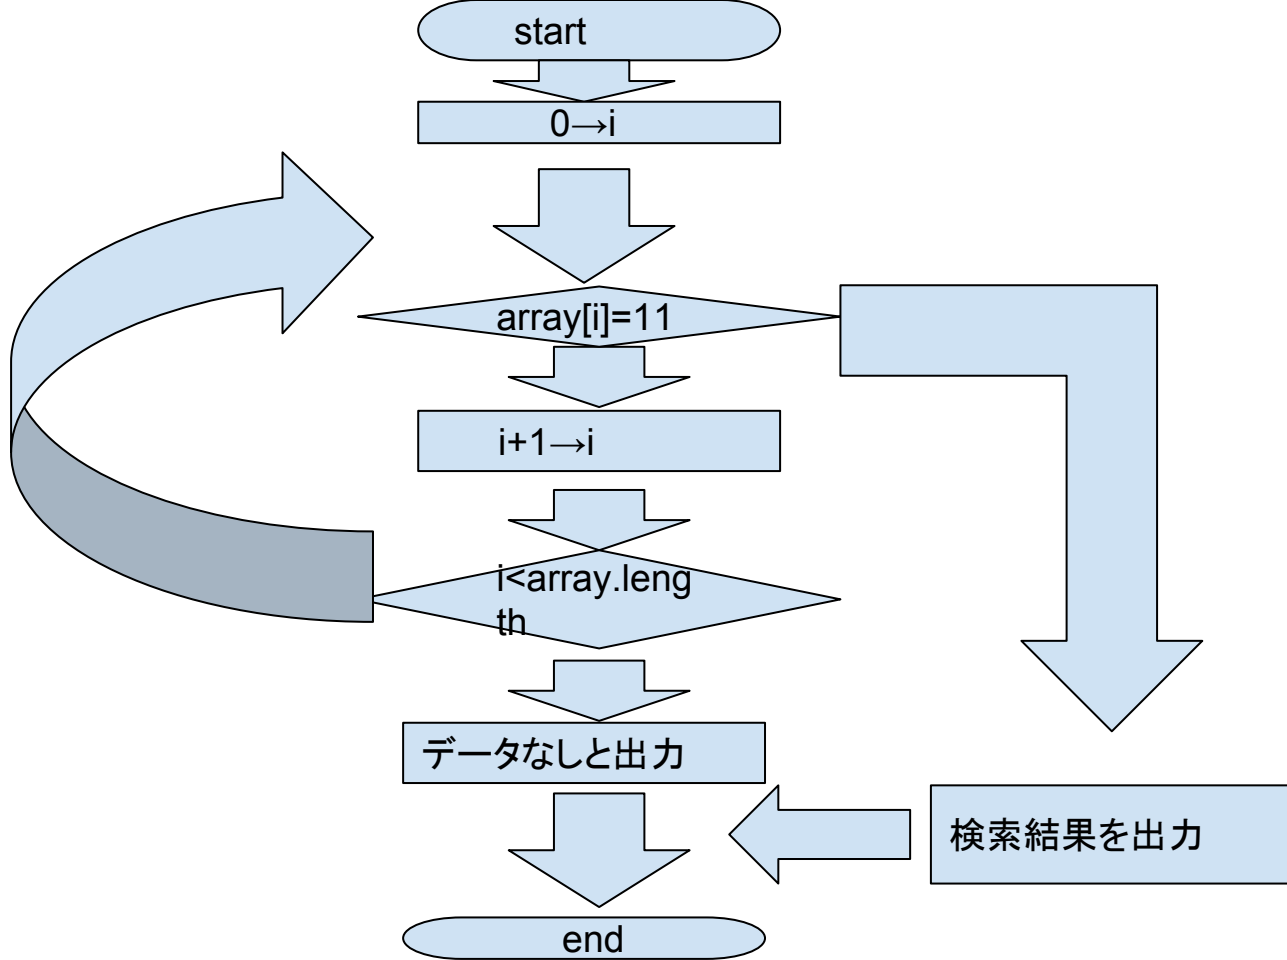 start
0→i
array[i]=11
i+1→i
i<array.leng
th
データなしと出力
検索結果を出力
end